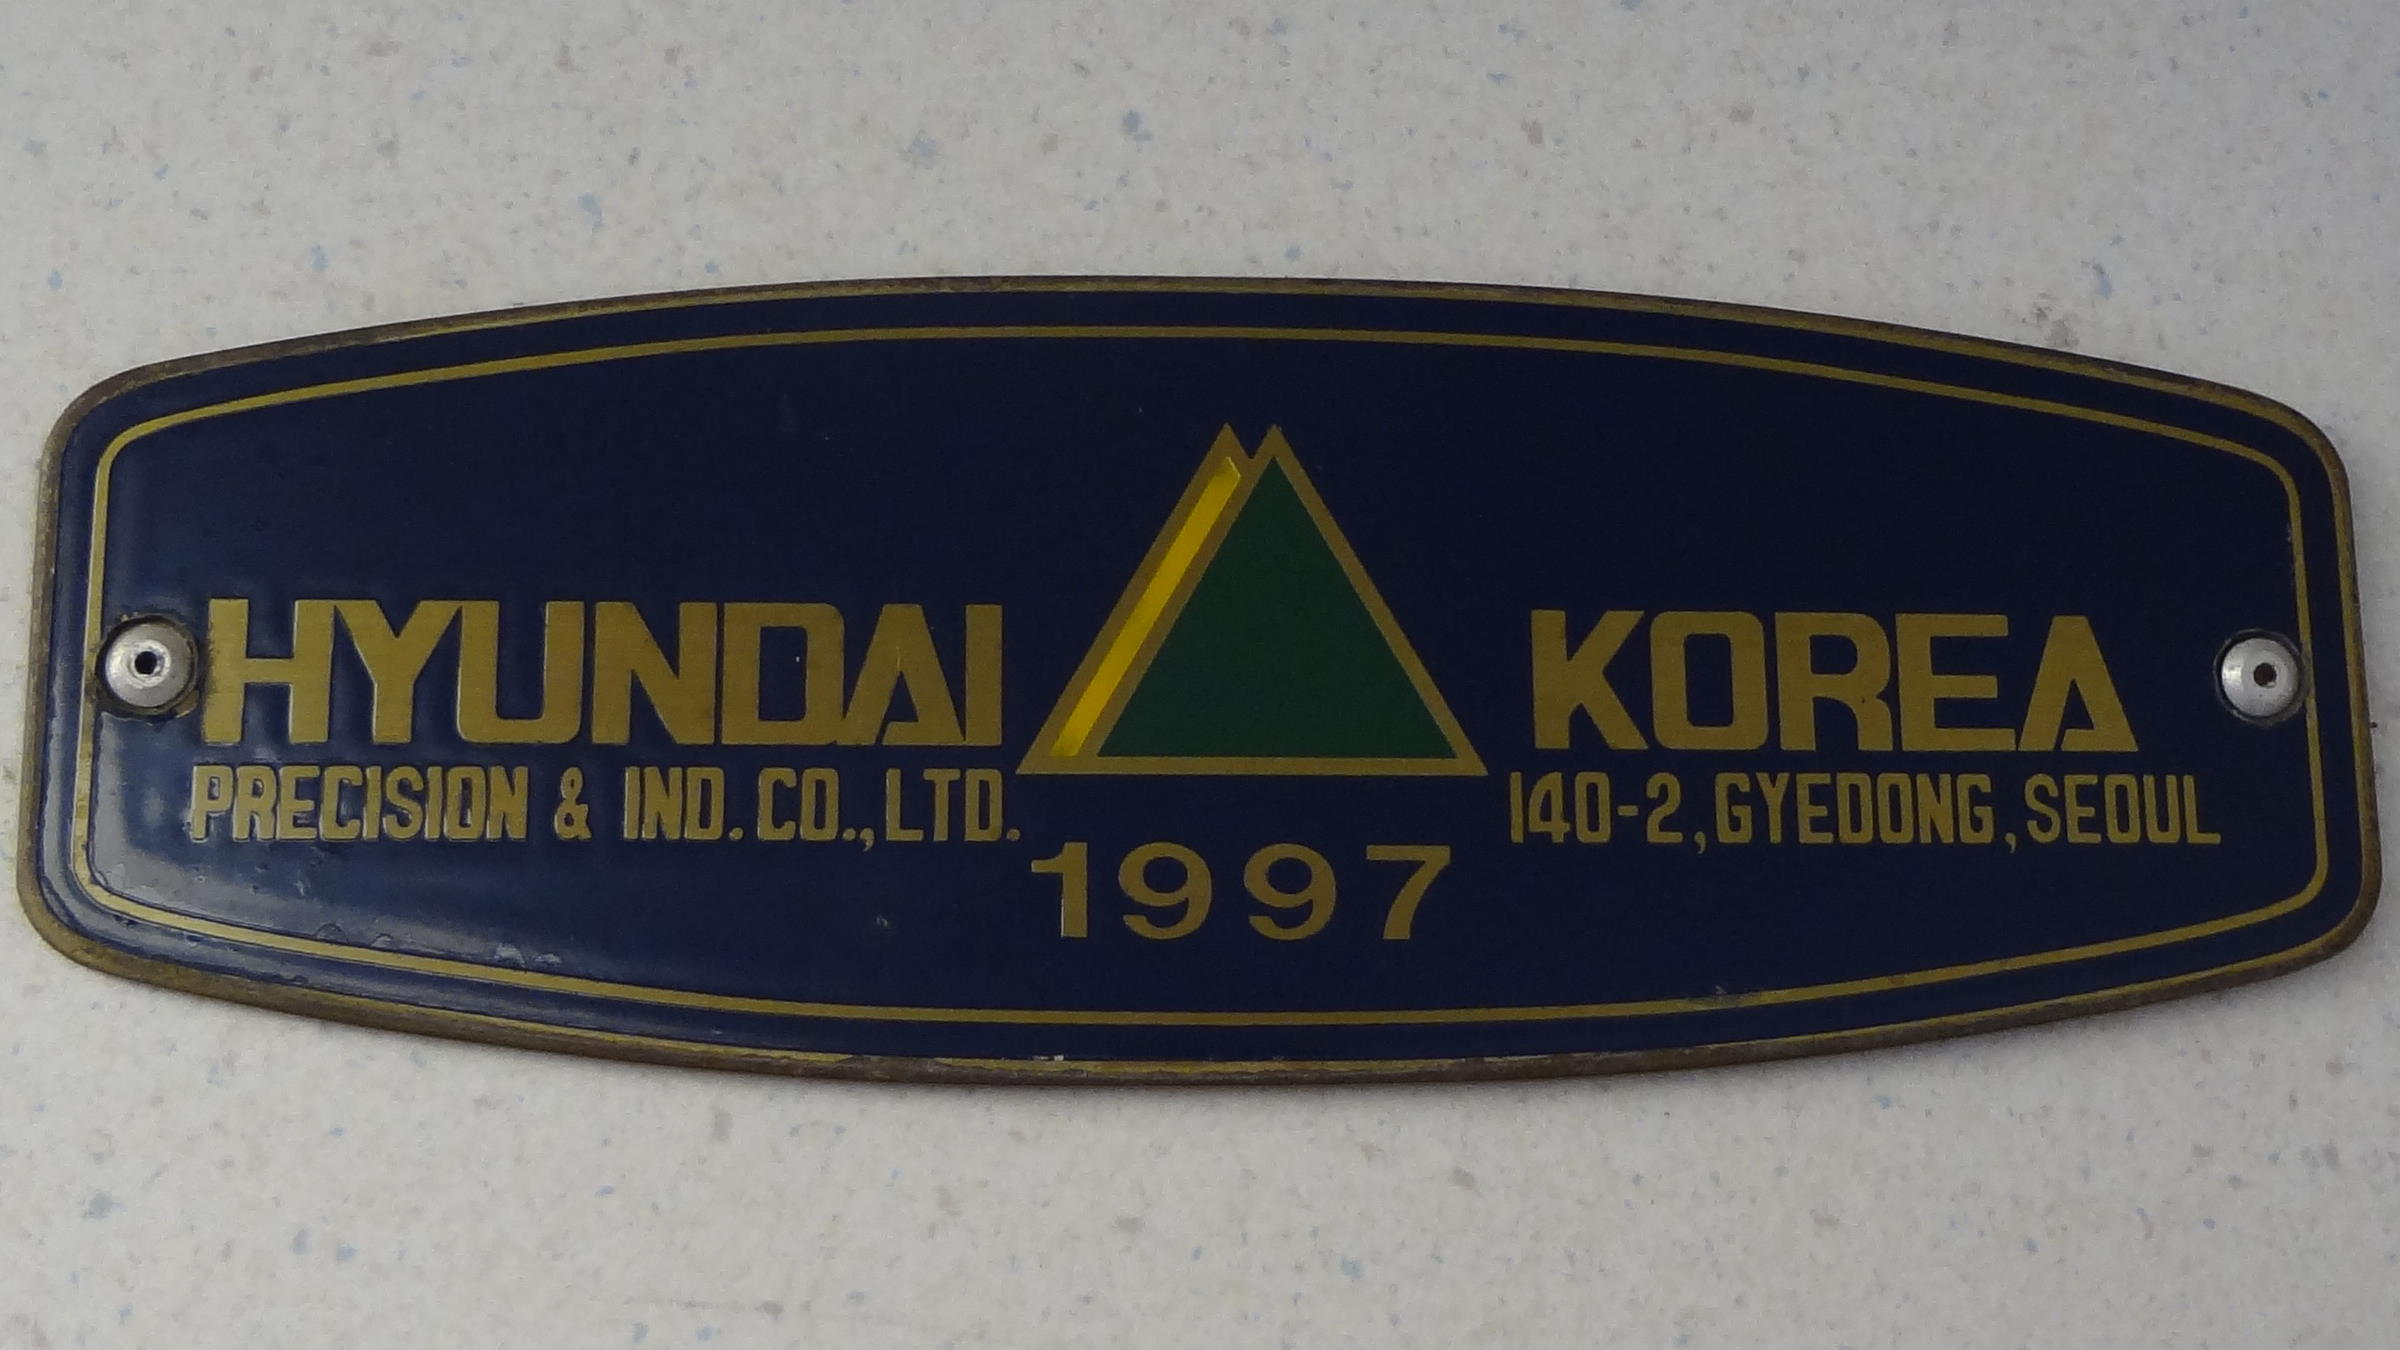 HYUNDAI
PRECISION & IND. CO., LTD.
KOREA
140-2, GYEDONG, SEOUL
1997